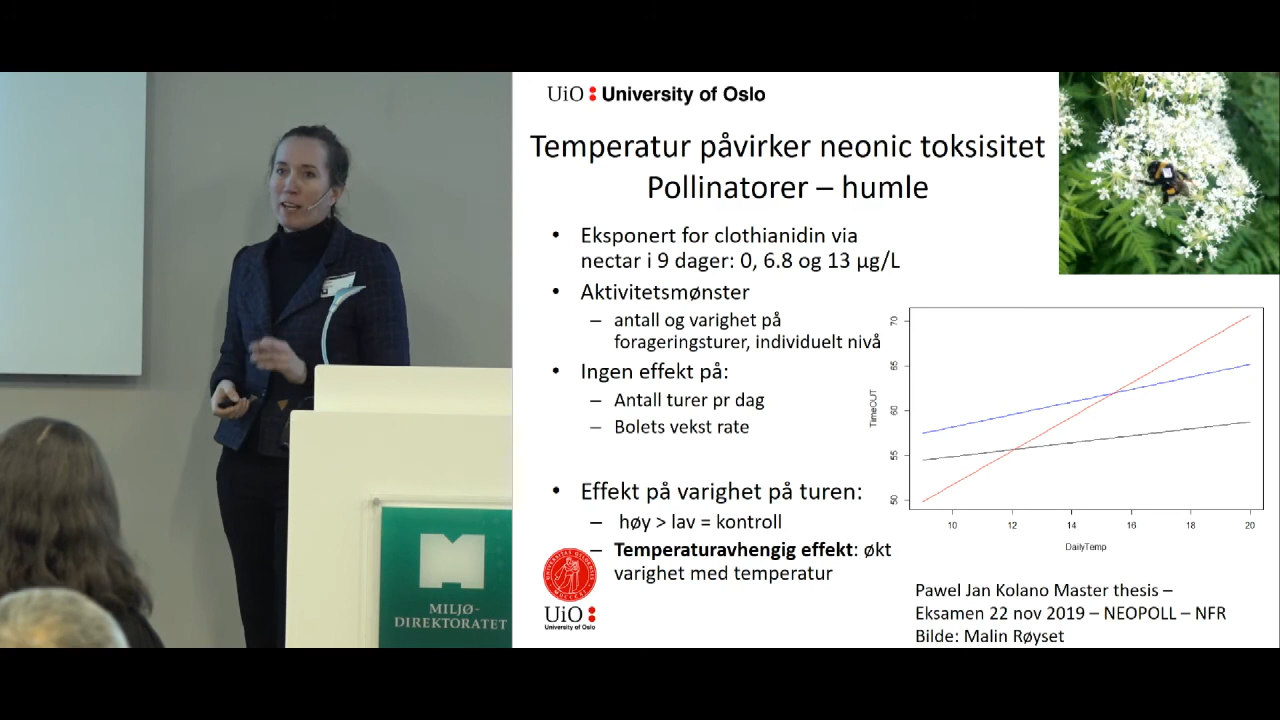 UiO: University of Oslo
Temperatur påvirker neonic toksisitet
Pollinatorer – humle
• Eksponert for clothianidin via
nectar i 9 dager: 0, 6.8 og 13 µg/L
• Aktivitetsmønster
– antall og varighet på
forageringsturer, individuelt nivå
• Ingen effekt på:
– Antall turer pr dag
– Bolets vekst rate
• Effekt på varighet på turen:
– høy > lav = kontroll
– Temperaturavhengig effekt: økt
varighet med temperatur
UiO:
University of Oslo
TimeOUT
70
65
60
55
50
10 12 14 16 18 20
DailyTemp
Pawel Jan Kolano Master thesis –
Eksamen 22 nov 2019 – NEOPOLL – NFR
Bilde: Malin Røyset
MILJØ-
DIREKTORATET